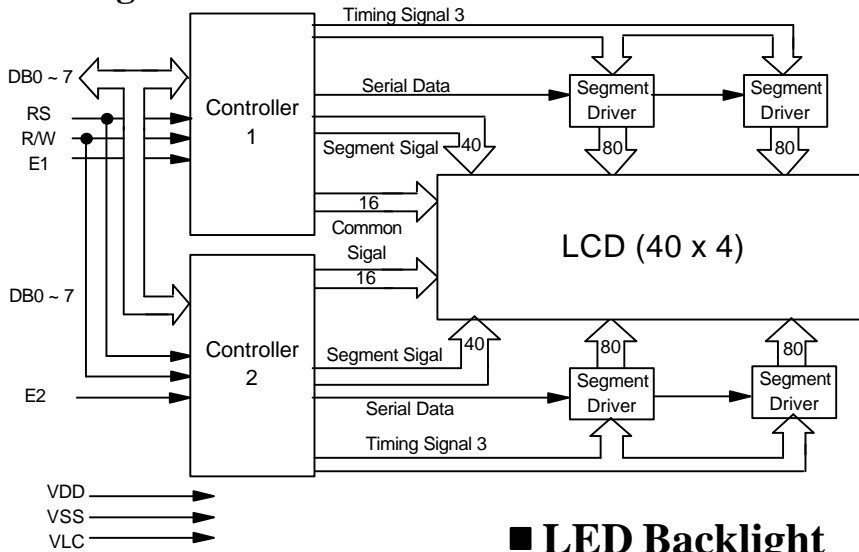 Timing Signal 3
DB0 ~ 7
RS
R/W
E1
Controller
1
Serial Data
Segment
Driver
Segment
Driver
Segment Sigal
40
80
80
16
Common
Sigal
16
LCD (40 x 4)
DB0 ~ 7
E2
Controller
2
Segment Sigal
40
80
80
Segment
Driver
Segment
Driver
Serial Data
Timing Signal 3
VDD
VSS
VLC
■ LED Backlight